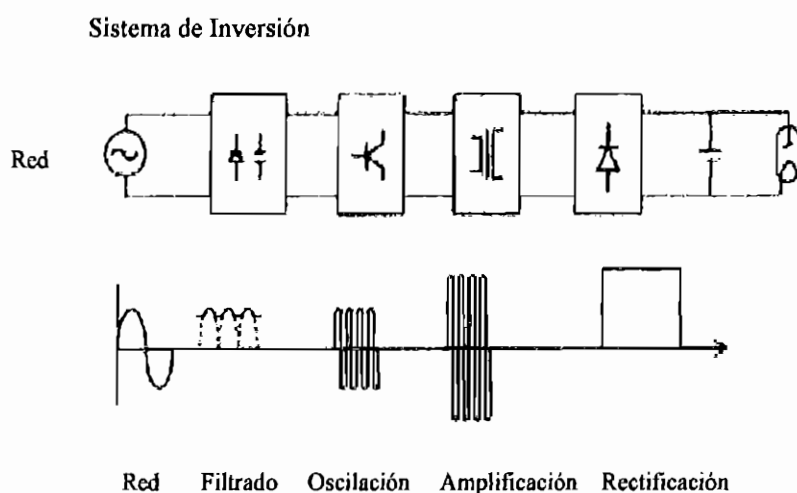 Sistema de Inversión
Red
Red Filtrado Oscilación Amplificación Rectificación